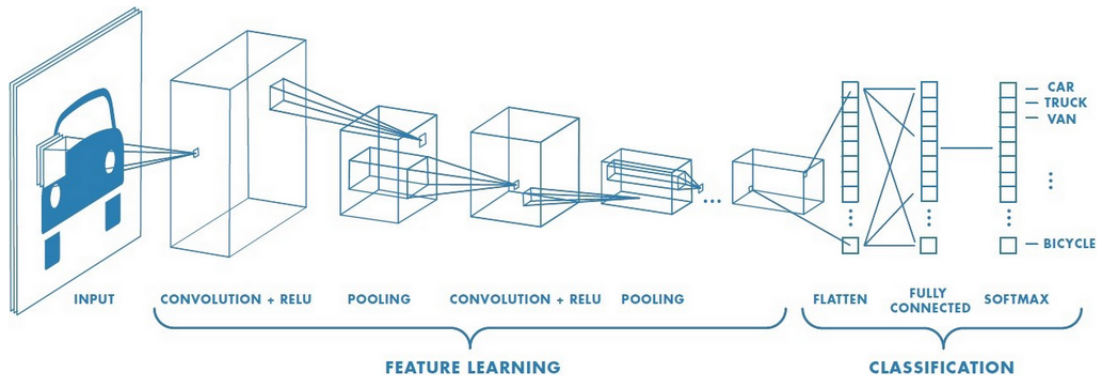 CAR
TRUCK
VAN
BICYCLE
INPUT
CONVOLUTION + RELU
POOLING
CONVOLUTION + RELU
POOLING
FLATTEN
FULLY
CONNECTED
SOFTMAX
FEATURE LEARNING
CLASSIFICATION